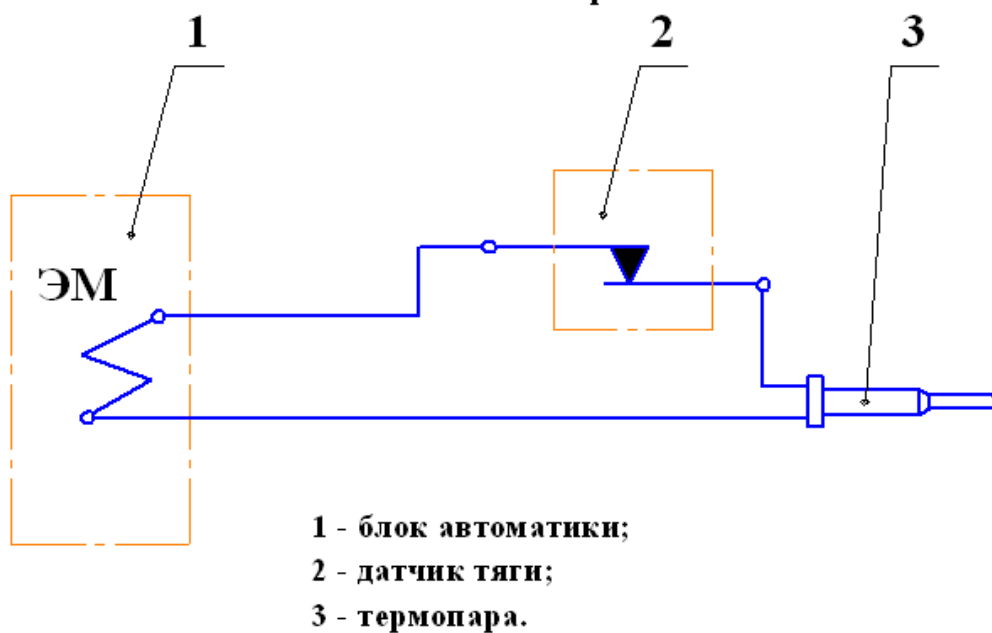 1 2 3
ЭМ
1 - блок автоматики;
2 - датчик тяги;
3 - термопара.